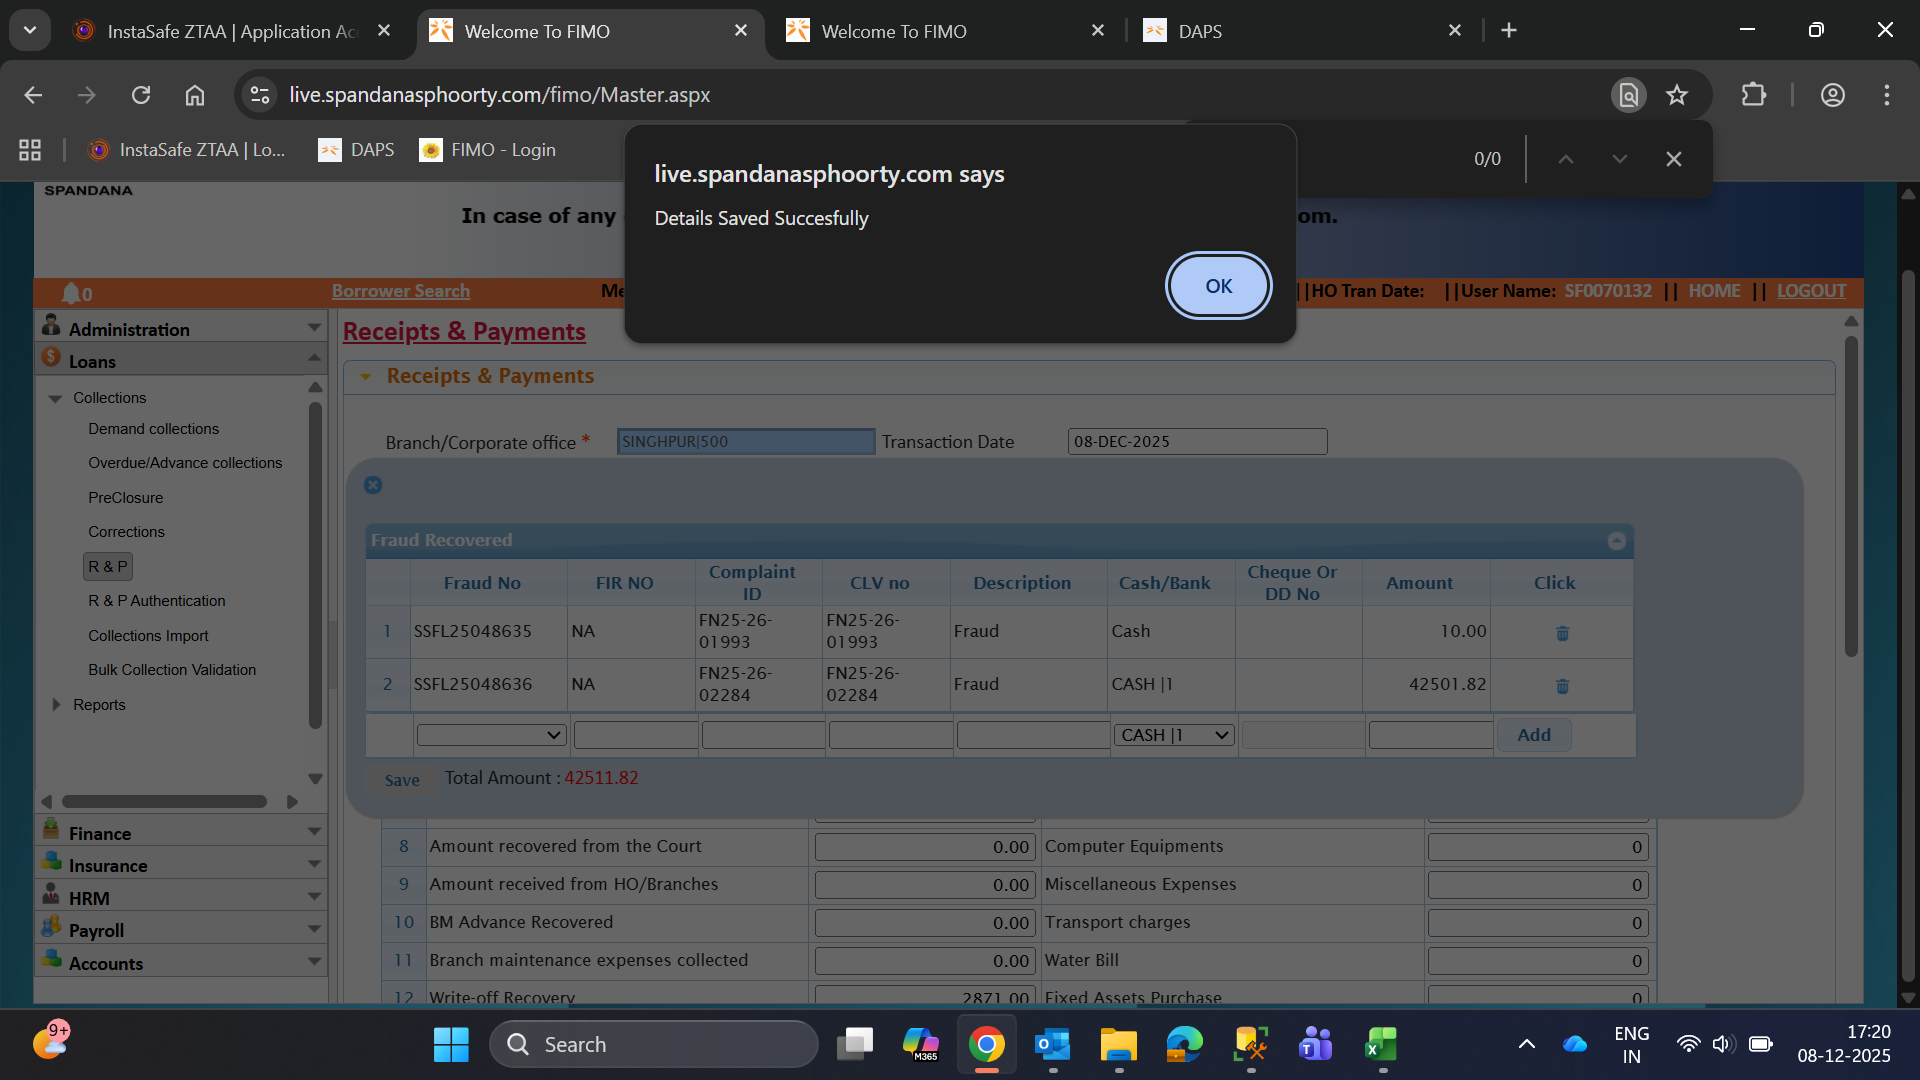 InstaSafe ZTAA | Application Acc
Welcome To FIMO
Welcome To FIMO
DAPS
live.spandanasphoorty.com/fimo/Master.aspx
InstaSafe ZTAA | Lo...
DAPS
FIMO - Login
0/0
live.spandanasphoorty.com says
Details Saved Succesfully
OK
SPANDANA
In case of any
om.
0
Borrower Search
Me
||HO Tran Date: ||User Name: SF0070132 || HOME || LOGOUT
Administration
Loans
Collections
Demand collections
Overdue/Advance collections
PreClosure
Corrections
R & P
R & P Authentication
Collections Import
Bulk Collection Validation
Reports
Finance
Insurance
HRM
Payroll
Accounts
Receipts & Payments
Receipts & Payments
Branch/Corporate office * SINGHPUR|500 Transaction Date 08-DEC-2025
Fraud Recovered
Fraud No FIR NO Complaint ID CLV no Description Cash/Bank Cheque Or DD No Amount Click
1 SSFL25048635 NA FN25-26-01993 FN25-26-01993 Fraud Cash 10.00
2 SSFL25048636 NA FN25-26-02284 FN25-26-02284 Fraud CASH |1 42501.82
CASH |1 Add
Save Total Amount : 42511.82
8 Amount recovered from the Court 0.00 Computer Equipments 0
9 Amount received from HO/Branches 0.00 Miscellaneous Expenses 0
10 BM Advance Recovered 0.00 Transport charges 0
11 Branch maintenance expenses collected 0.00 Water Bill 0
12 Write-off Recovery 2871.00 Fixed Assets Purchase 0
9+
Search
M365
ENG
IN
17:20
08-12-2025